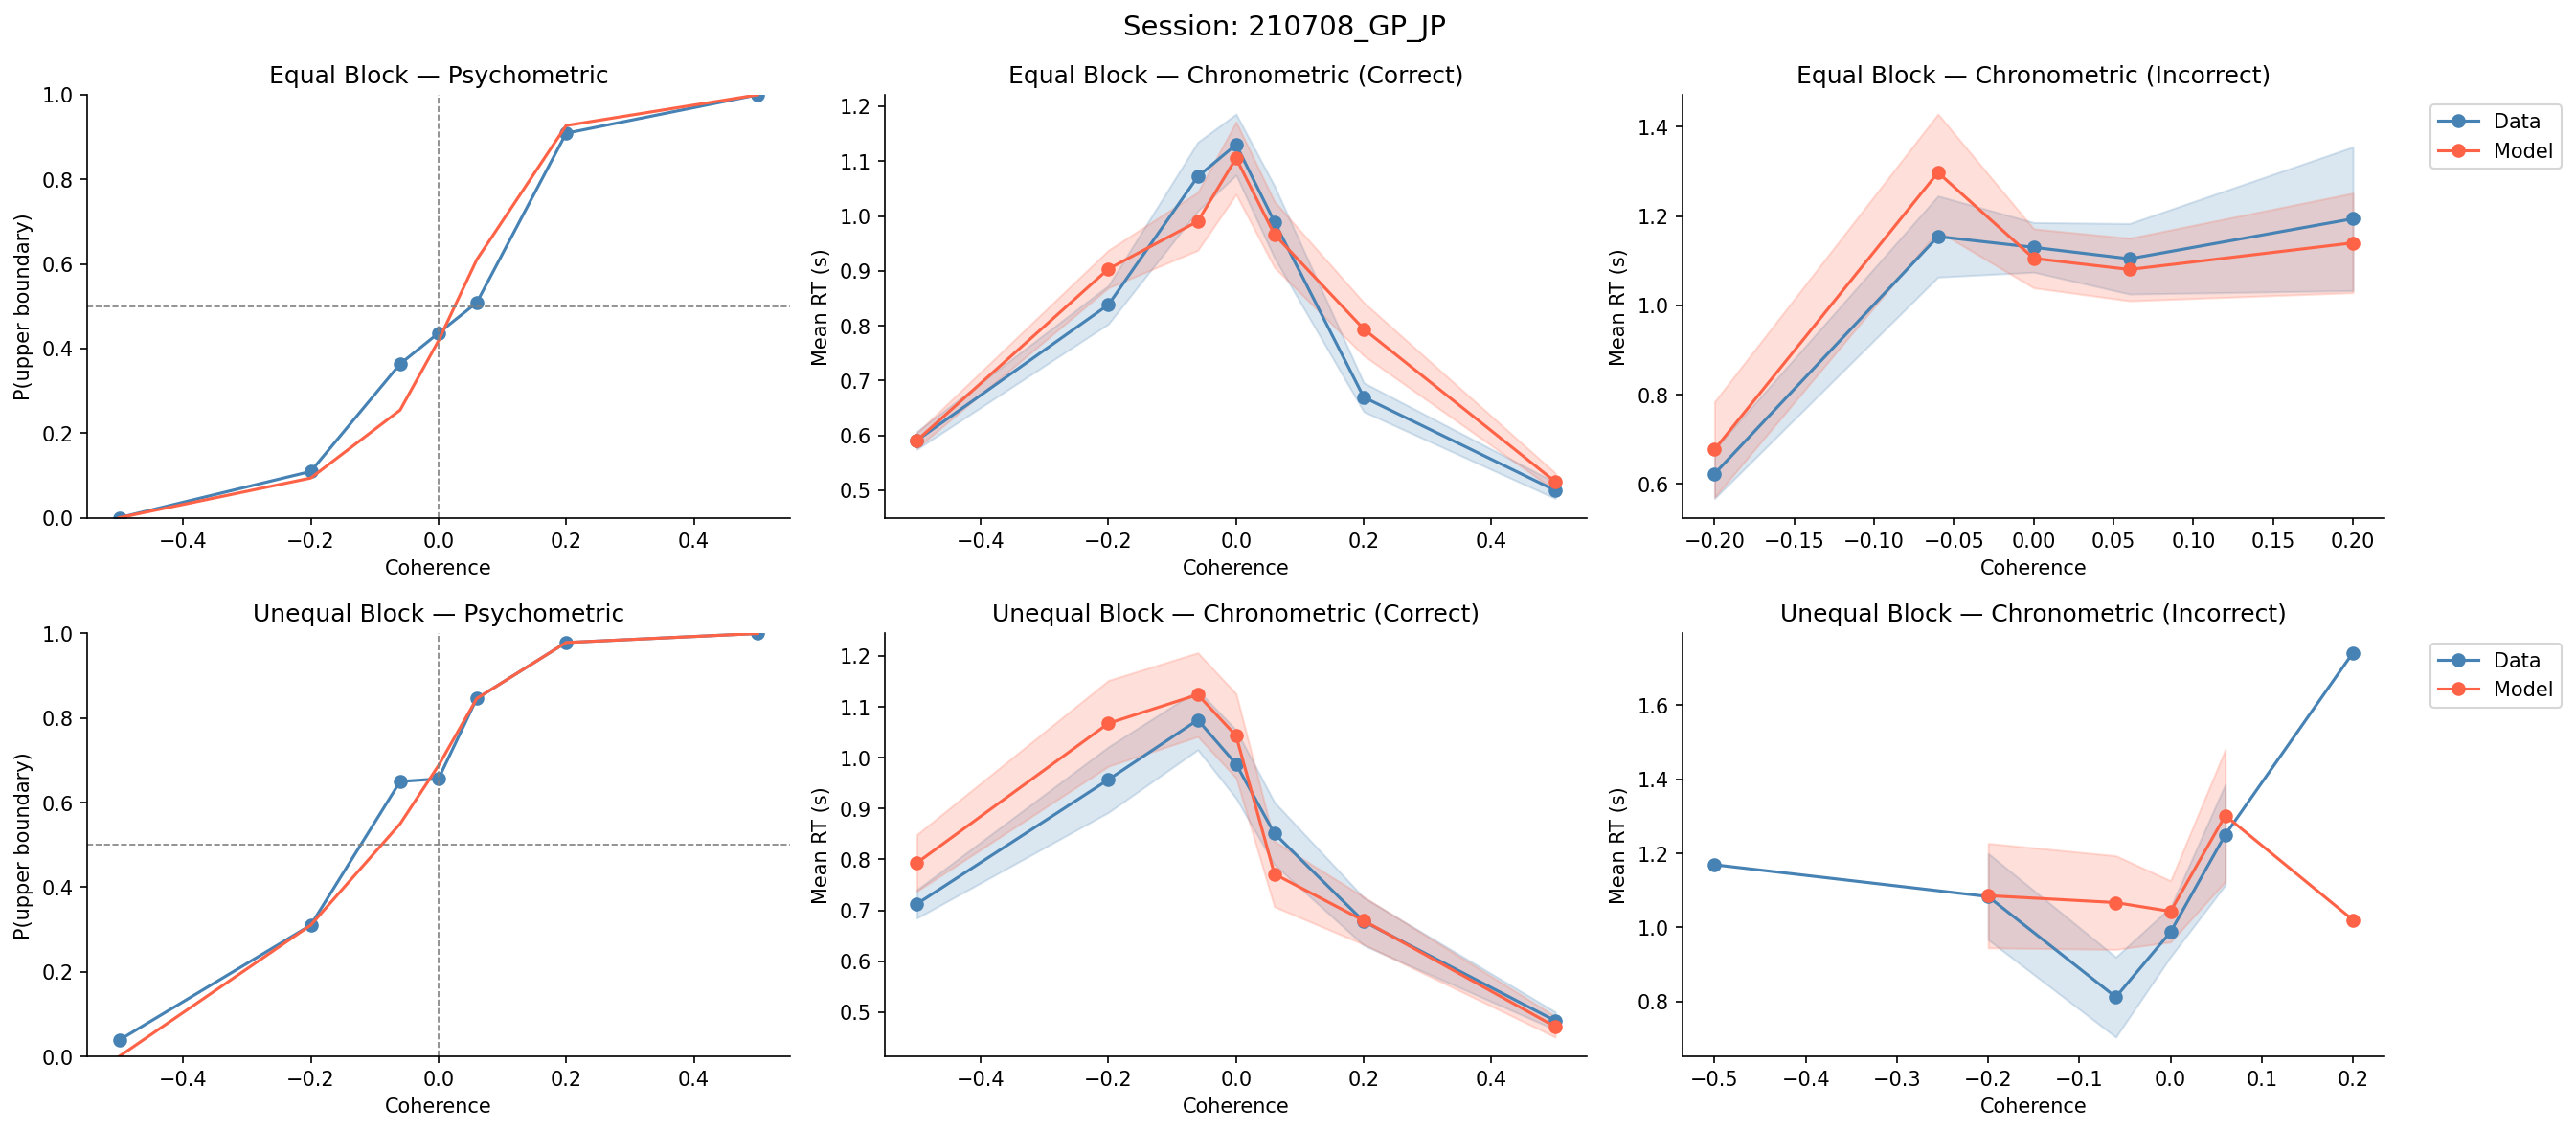 Session: 210708_GP_JP
Equal Block — Psychometric
P(upper boundary)
1.0
0.8
0.6
0.4
0.2
0.0
−0.4 −0.2 0.0 0.2 0.4
Coherence
Equal Block — Chronometric (Correct)
Mean RT (s)
1.2
1.1
1.0
0.9
0.8
0.7
0.6
0.5
−0.4 −0.2 0.0 0.2 0.4
Coherence
Equal Block — Chronometric (Incorrect)
Mean RT (s)
1.4
1.2
1.0
0.8
0.6
−0.20 −0.15 −0.10 −0.05 0.00 0.05 0.10 0.15 0.20
Coherence
Data
Model
Unequal Block — Psychometric
P(upper boundary)
1.0
0.8
0.6
0.4
0.2
0.0
−0.4 −0.2 0.0 0.2 0.4
Coherence
Unequal Block — Chronometric (Correct)
Mean RT (s)
1.2
1.1
1.0
0.9
0.8
0.7
0.6
0.5
−0.4 −0.2 0.0 0.2 0.4
Coherence
Unequal Block — Chronometric (Incorrect)
Mean RT (s)
1.6
1.4
1.2
1.0
0.8
−0.5 −0.4 −0.3 −0.2 −0.1 0.0 0.1 0.2
Coherence
Data
Model